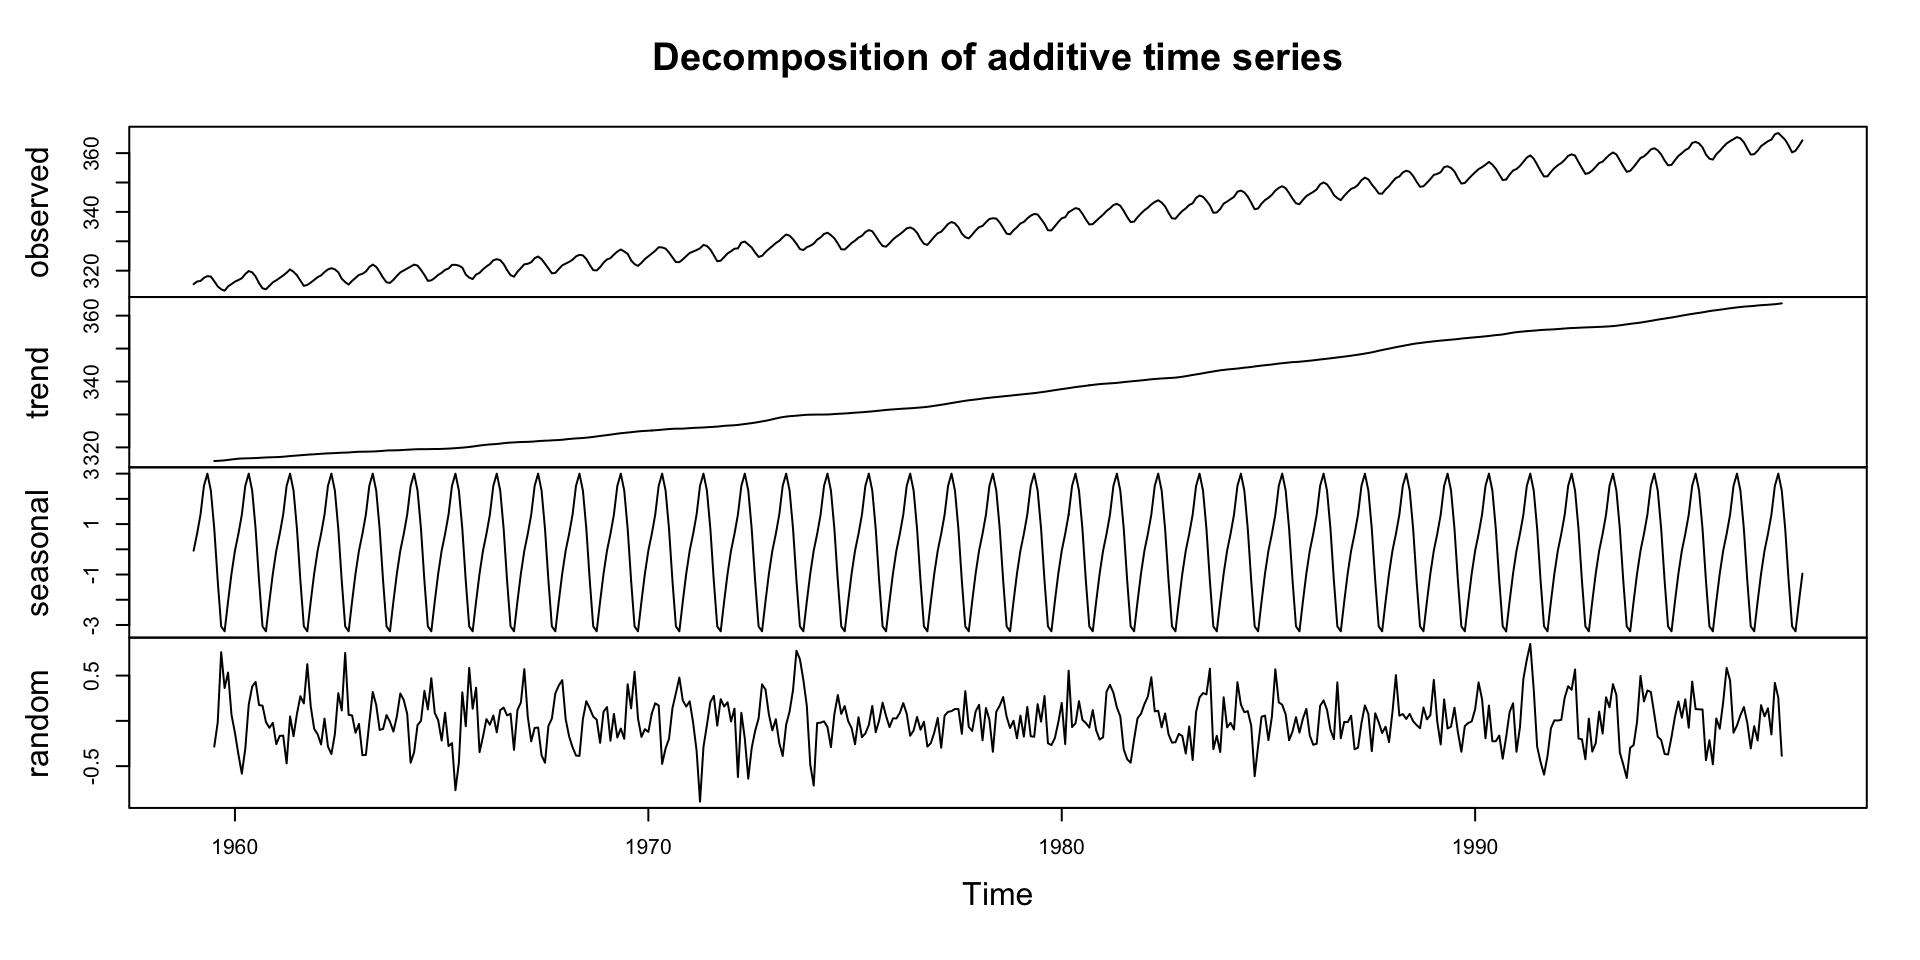 Decomposition of additive time series
observed
320 340 360
trend
320 340 360
seasonal
-3 -1 1 3
random
-0.5 0.5
1960 1970 1980 1990
Time